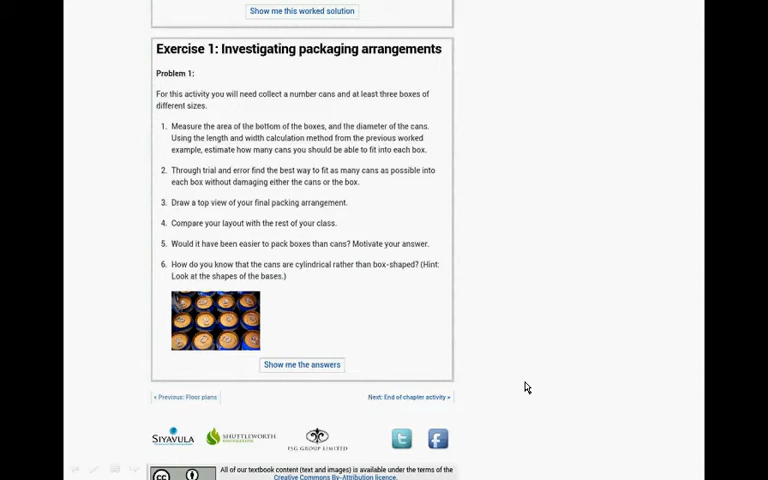 Show me this worked solution
Exercise 1: Investigating packaging arrangements
Problem 1:
For this activity you will need collect a number cans and at least three boxes of
different sizes.
1. Measure the area of the bottom of the boxes, and the diameter of the cans.
Using the length and width calculation method from the previous worked
example, estimate how many cans you should be able to fit into each box.
2. Through trial and error find the best way to fit as many cans as possible into
each box without damaging either the cans or the box.
3. Draw a top view of your final packing arrangement.
4. Compare your layout with the rest of your class.
5. Would it have been easier to pack boxes than cans? Motivate your answer.
6. How do you know that the cans are cylindrical rather than box-shaped? (Hint:
Look at the shapes of the bases.)
Show me the answers
« Previous: Floor plans
Next: End of chapter activity »
SIYAVULA
SHUTTLEWORTH
PSG GROUP LIMITED
All of our textbook content (text and images) is available under the terms of the
Creative Commons By-Attribution licence.